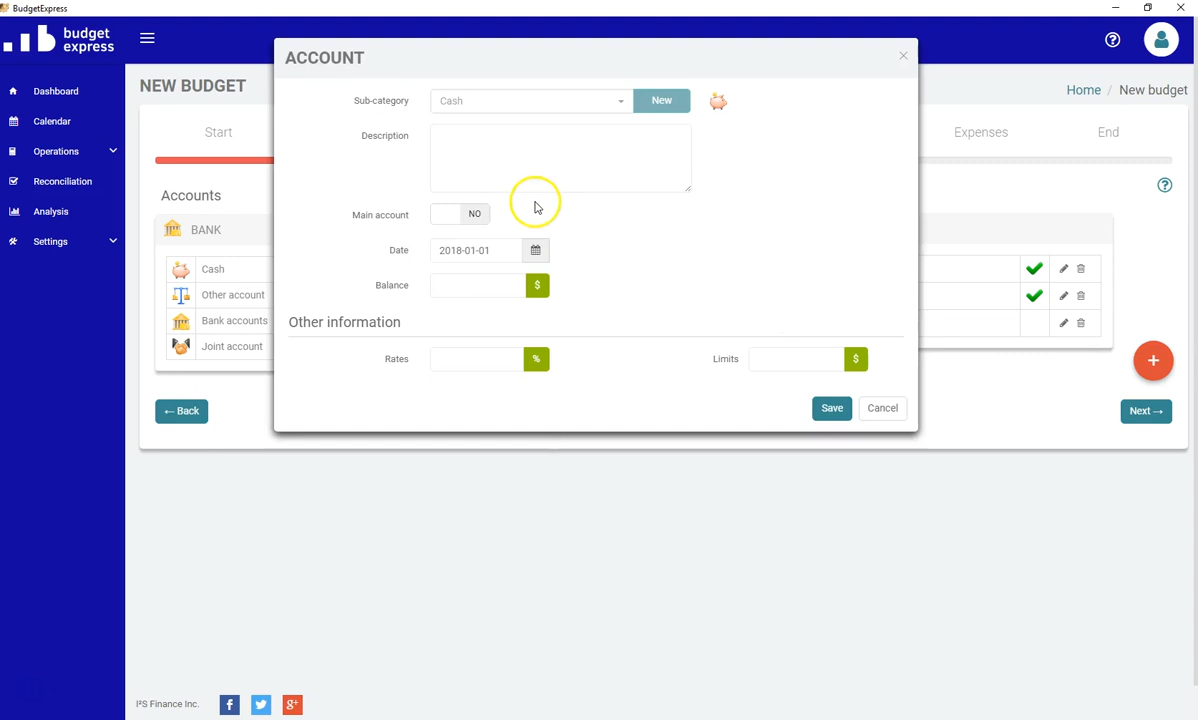 BudgetExpress
budget
express
Dashboard
Calendar
Operations
Reconciliation
Analysis
Settings
NEW BUDGET
Home / New budget
Start
Expenses
End
Accounts
BANK
Cash
Other account
Bank accounts
Joint account
← Back
Next →
ACCOUNT
Sub-category
Cash
New
Description
Main account
NO
Date
2018-01-01
Balance
$
Other information
Rates
%
Limits
$
Save
Cancel
+
I²S Finance Inc.